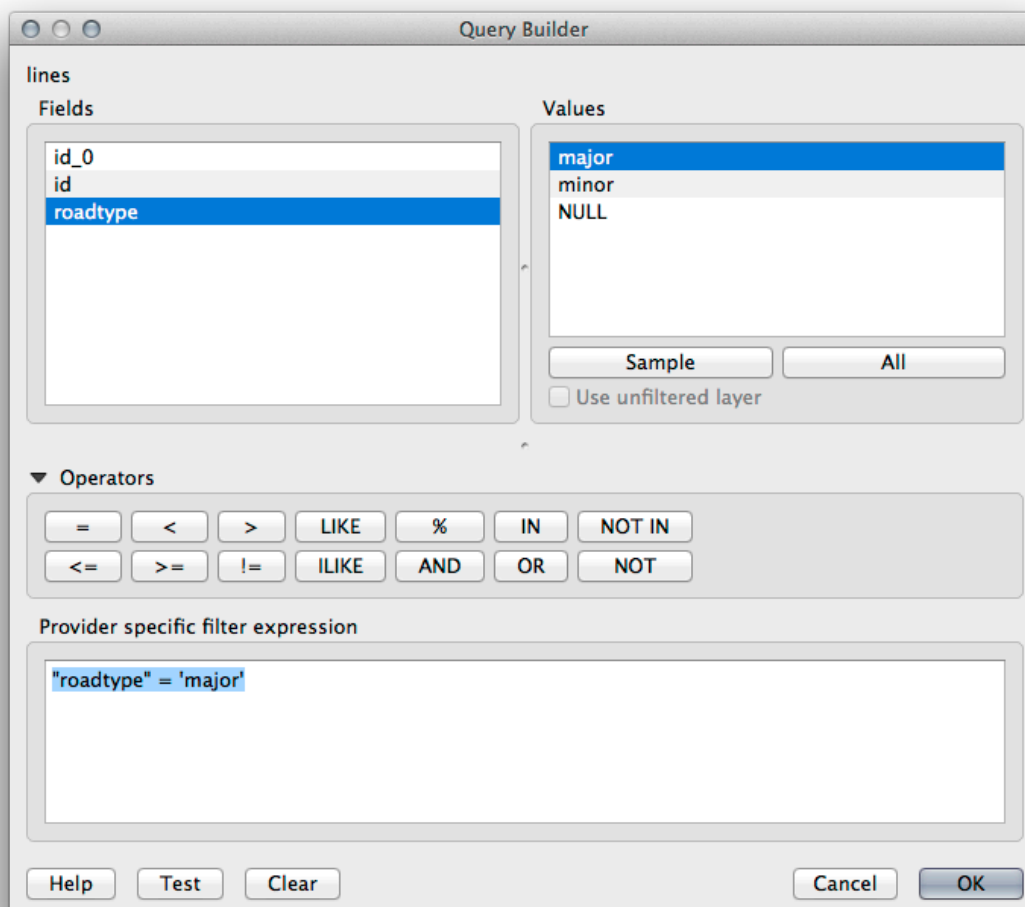 Query Builder
lines
Fields
id_0
id
roadtype
Values
major
minor
NULL
Sample
All
Use unfiltered layer
Operators
= < > LIKE % IN NOT IN
<= >= != ILIKE AND OR NOT
Provider specific filter expression
"roadtype" = 'major'
Help Test Clear Cancel OK